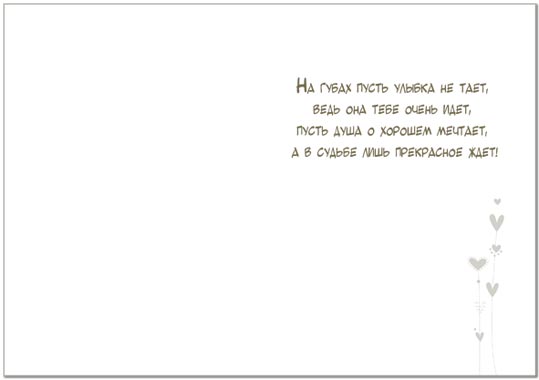 На губах пусть улыбка не тает,
ведь она тебе очень идет,
пусть душа о хорошем мечтает,
а в судьбе лишь прекрасное ждет!